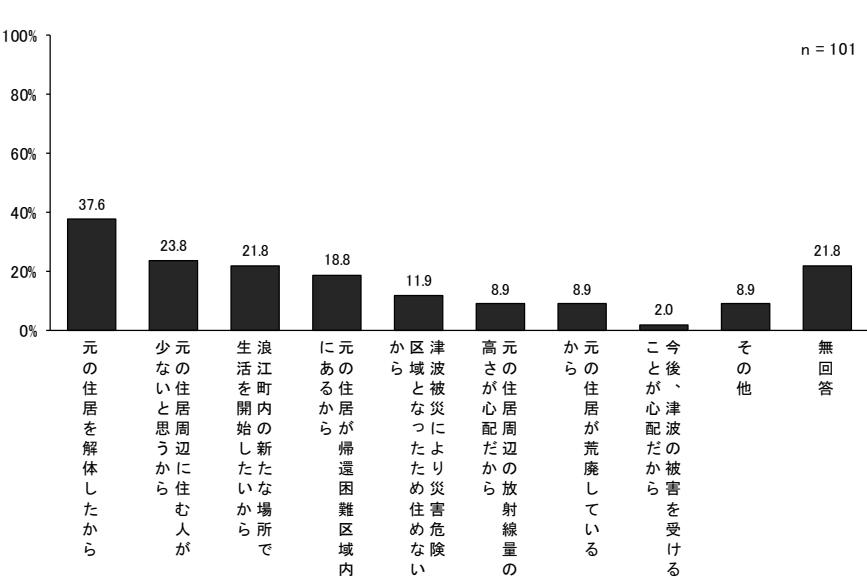 100%
80%
60%
40%
20%
0%
n = 101
37.6
23.8
21.8
18.8
11.9
8.9
8.9
2.0
8.9
21.8
元の住居を解体したから
元の住居周辺に住む人が
少ないと思うから
浪江町内の新たな場所で
生活を開始したいから
元の住居が帰還困難区域内
にあるから
津波被災により災害危険
区域となったため住めない
から
元の住居周辺の放射線量の
高さが心配だから
元の住居が荒廃している
から
今後、津波の被害を受ける
ことが心配だから
その他
無回答